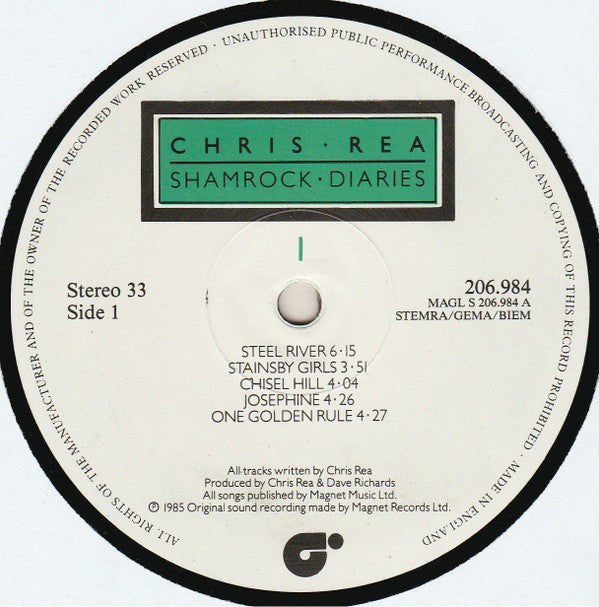 ALL RIGHTS OF THE MANUFACTURER AND OF THE OWNER OF THE RECORDED WORK RESERVED · UNAUTHORISED PUBLIC PERFORMANCE BROADCASTING AND COPYING OF THIS RECORD PROHIBITED · MADE IN ENGLAND
CHRIS · REA
SHAMROCK · DIARIES
I
Stereo 33
Side 1
206.984
MAGL S 206.984 A
STEMRA/GEMA/BIEM
STEEL RIVER 6·15
STAINSBY GIRLS 3·51
CHISEL HILL 4·04
JOSEPHINE 4·26
ONE GOLDEN RULE 4·27
All tracks written by Chris Rea
Produced by Chris Rea & Dave Richards
All songs published by Magnet Music Ltd.
℗ 1985 Original sound recording made by Magnet Records Ltd.